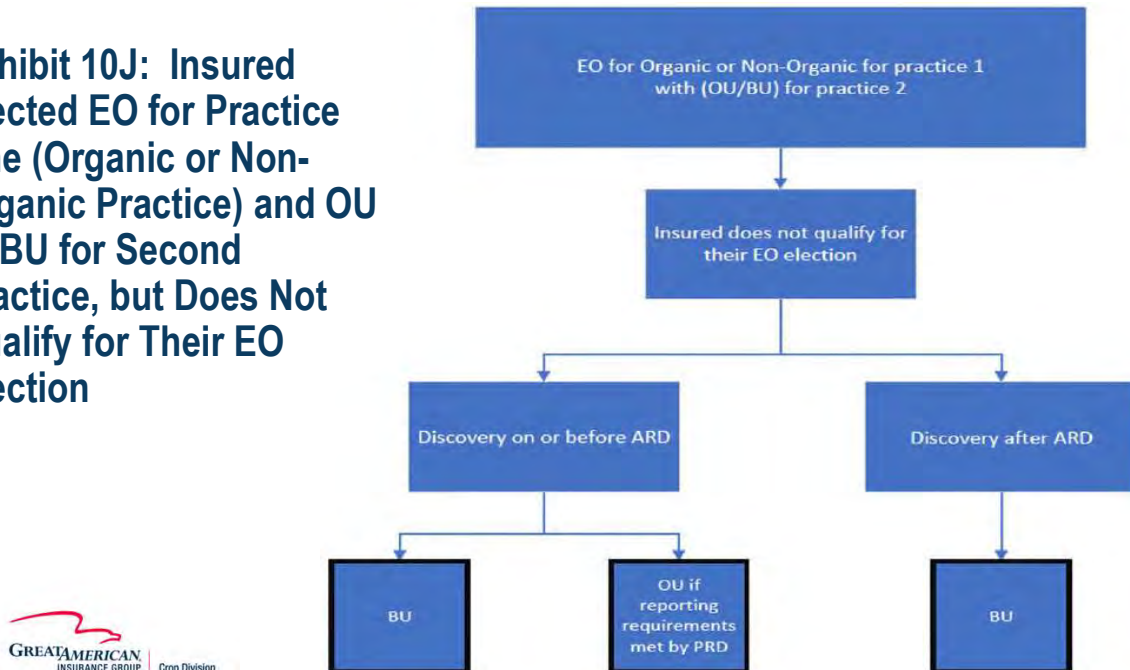 hibit 10J: Insured
ected EO for Practice
ne (Organic or Non-
ganic Practice) and OU
BU for Second
actice, but Does Not
alify for Their EO
ection
EO for Organic or Non-Organic for practice 1
with (OU/BU) for practice 2
Insured does not qualify for
their EO election
Discovery on or before ARD
Discovery after ARD
BU
OU if
reporting
requirements
met by PRD
BU
GREATAMERICAN
INSURANCE GROUP
Crop Division